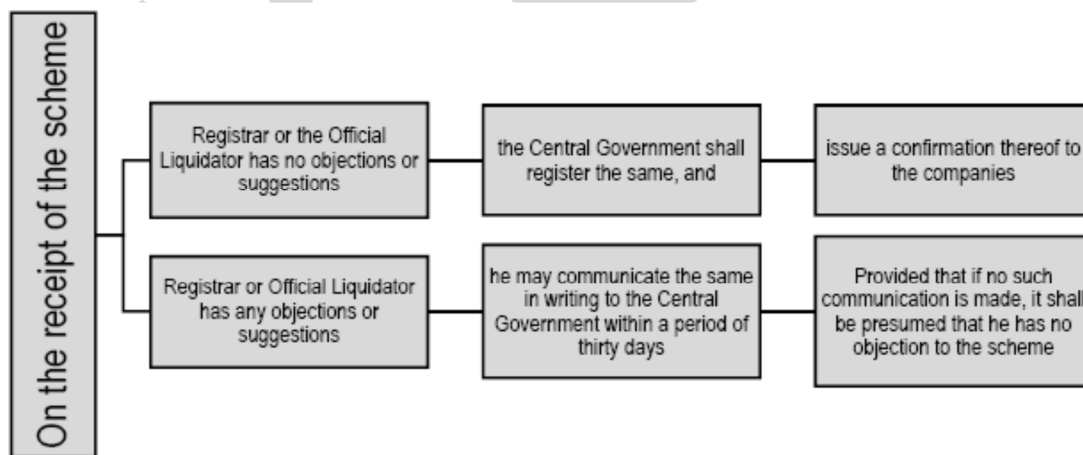 On the receipt of the scheme
Registrar or the Official
Liquidator has no objections or
suggestions
the Central Government shall
register the same, and
issue a confirmation thereof to
the companies
Registrar or Official Liquidator
has any objections or
suggestions
he may communicate the same
in writing to the Central
Government within a period of
thirty days
Provided that if no such
communication is made, it shall
be presumed that he has no
objection to the scheme